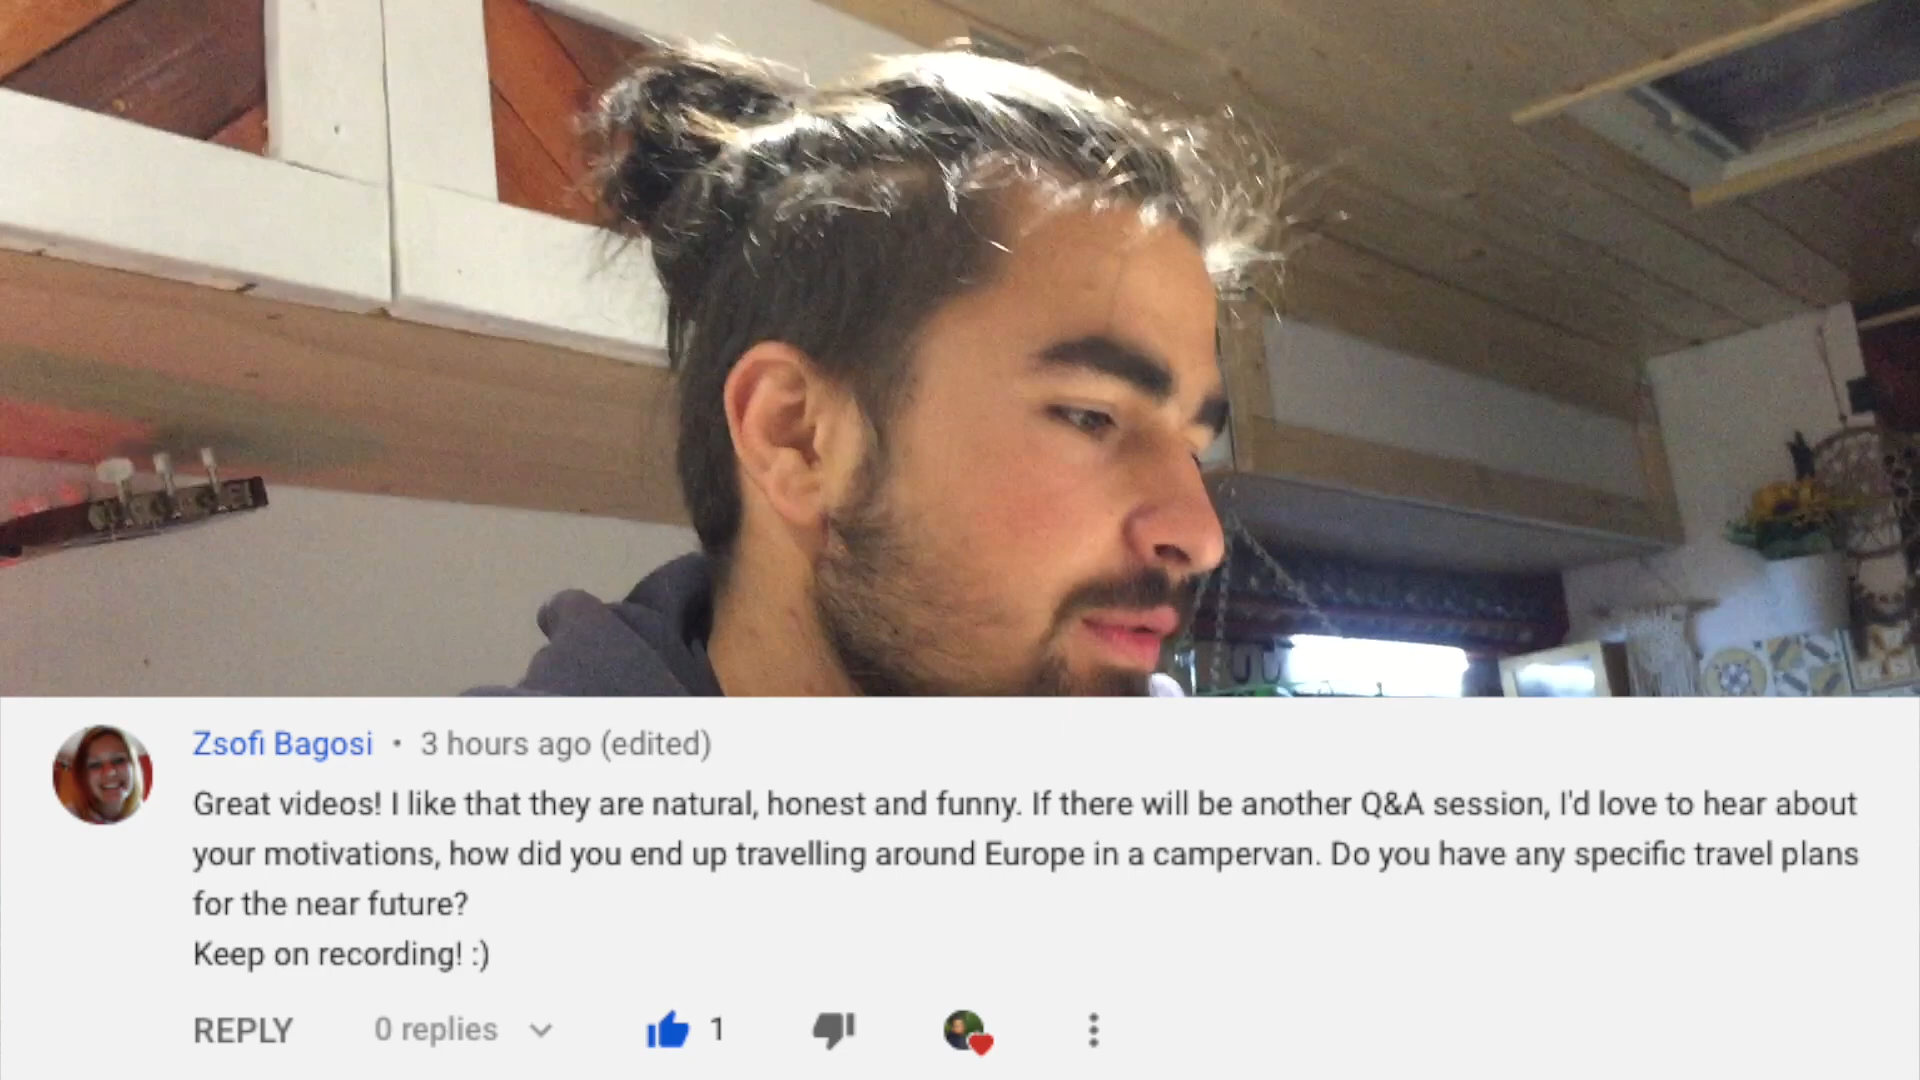 Zsofi Bagosi • 3 hours ago (edited)
Great videos! I like that they are natural, honest and funny. If there will be another Q&A session, I'd love to hear about
your motivations, how did you end up travelling around Europe in a campervan. Do you have any specific travel plans
for the near future?
Keep on recording! :)
REPLY 0 replies 1